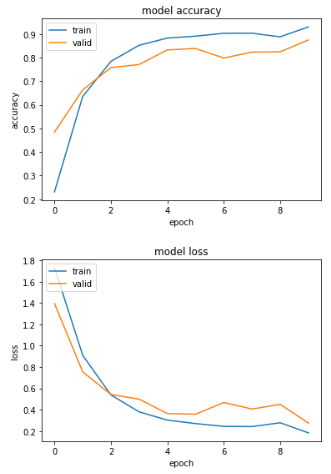 model accuracy
train
valid
0.9
0.8
0.7
0.6
0.5
0.4
0.3
0.2
accuracy
0 2 4 6 8
epoch
model loss
train
valid
1.8
1.6
1.4
1.2
1.0
0.8
0.6
0.4
0.2
loss
0 2 4 6 8
epoch